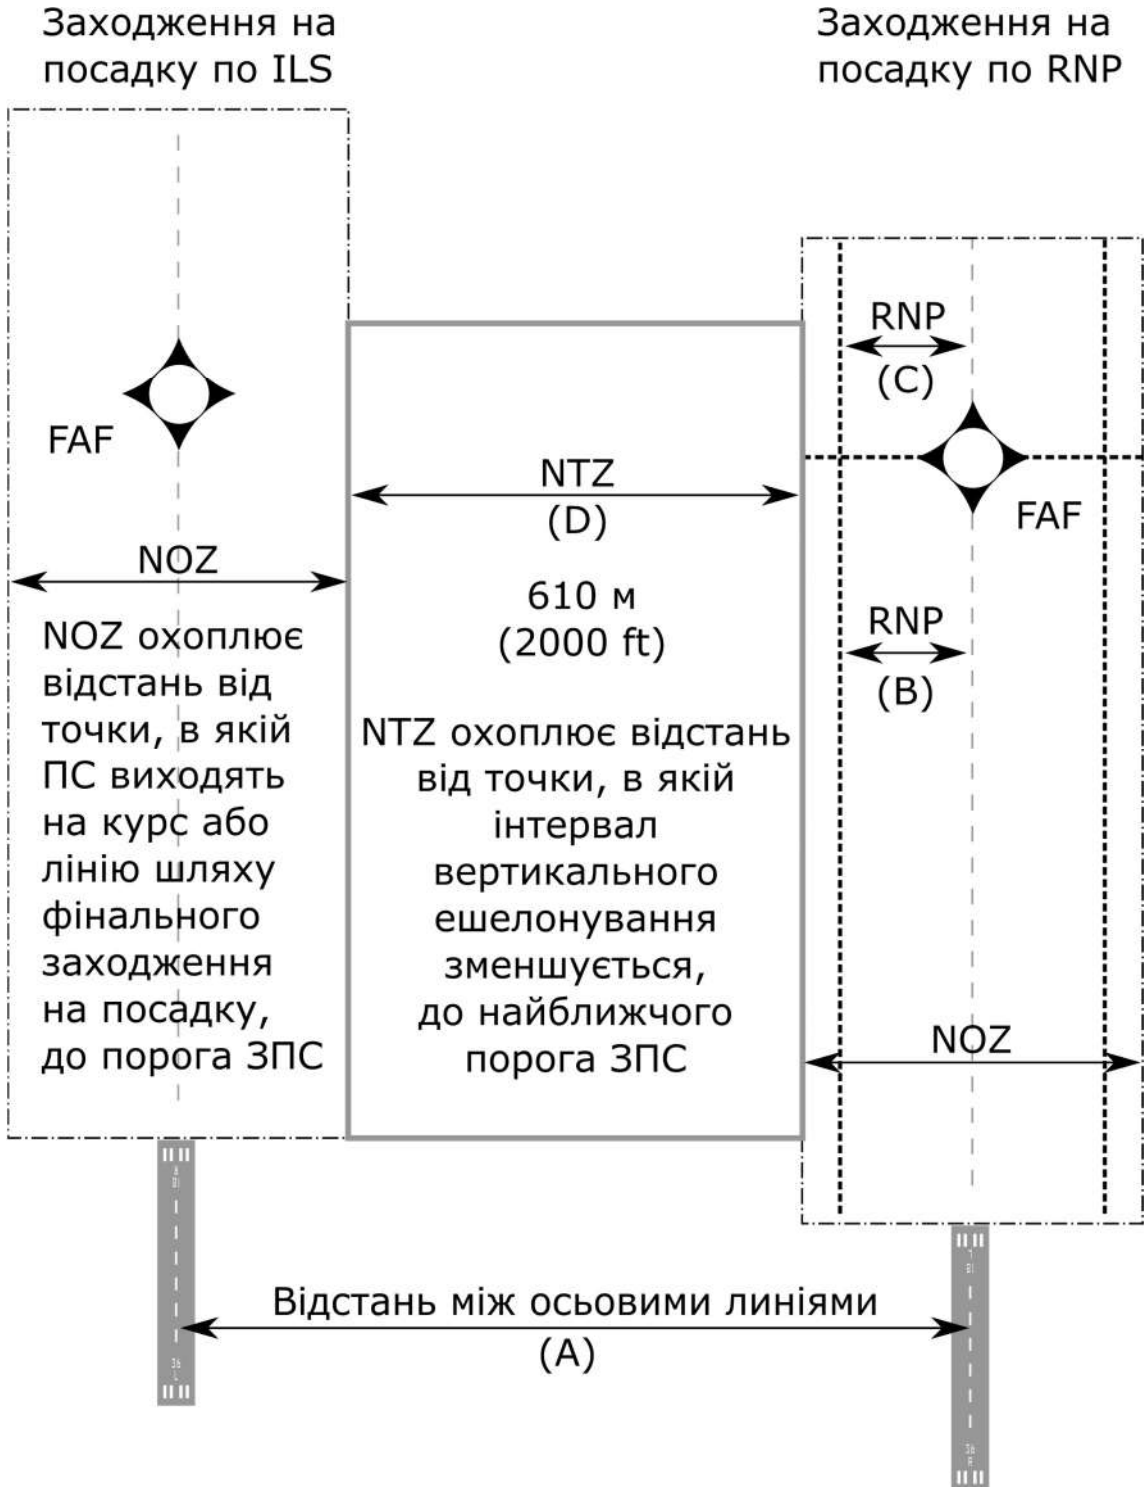 Заходження на
посадку по ILS
Заходження на
посадку по RNP
RNP
(C)
FAF
FAF
NTZ
(D)
610 м
(2000 ft)
NOZ
NOZ охоплює
відстань від
точки, в якій
ПС виходять
на курс або
лінію шляху
фінального
заходження
на посадку,
до порога ЗПС
NTZ охоплює відстань
від точки, в якій
інтервал
вертикального
ешелонування
зменшується,
до найближчого
порога ЗПС
RNP
(B)
NOZ
Відстань між осьовими лініями
(A)
36
L
36
R